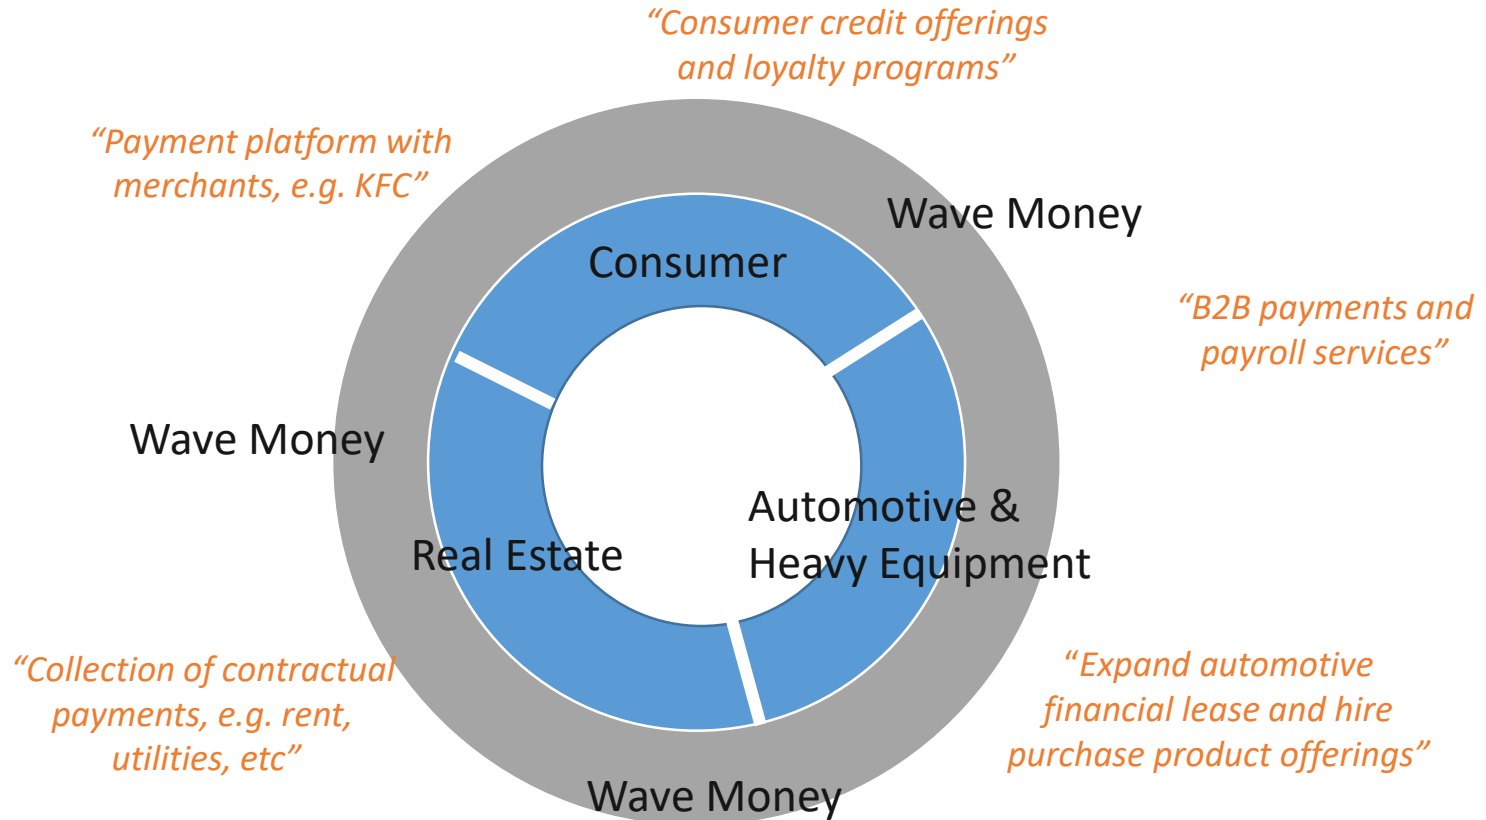 “Consumer credit offerings
and loyalty programs”
“Payment platform with
merchants, e.g. KFC”
Wave Money
Consumer
“B2B payments and
payroll services”
Wave Money
Automotive &
Heavy Equipment
Real Estate
“Collection of contractual
payments, e.g. rent,
utilities, etc”
“Expand automotive
financial lease and hire
purchase product offerings”
Wave Money